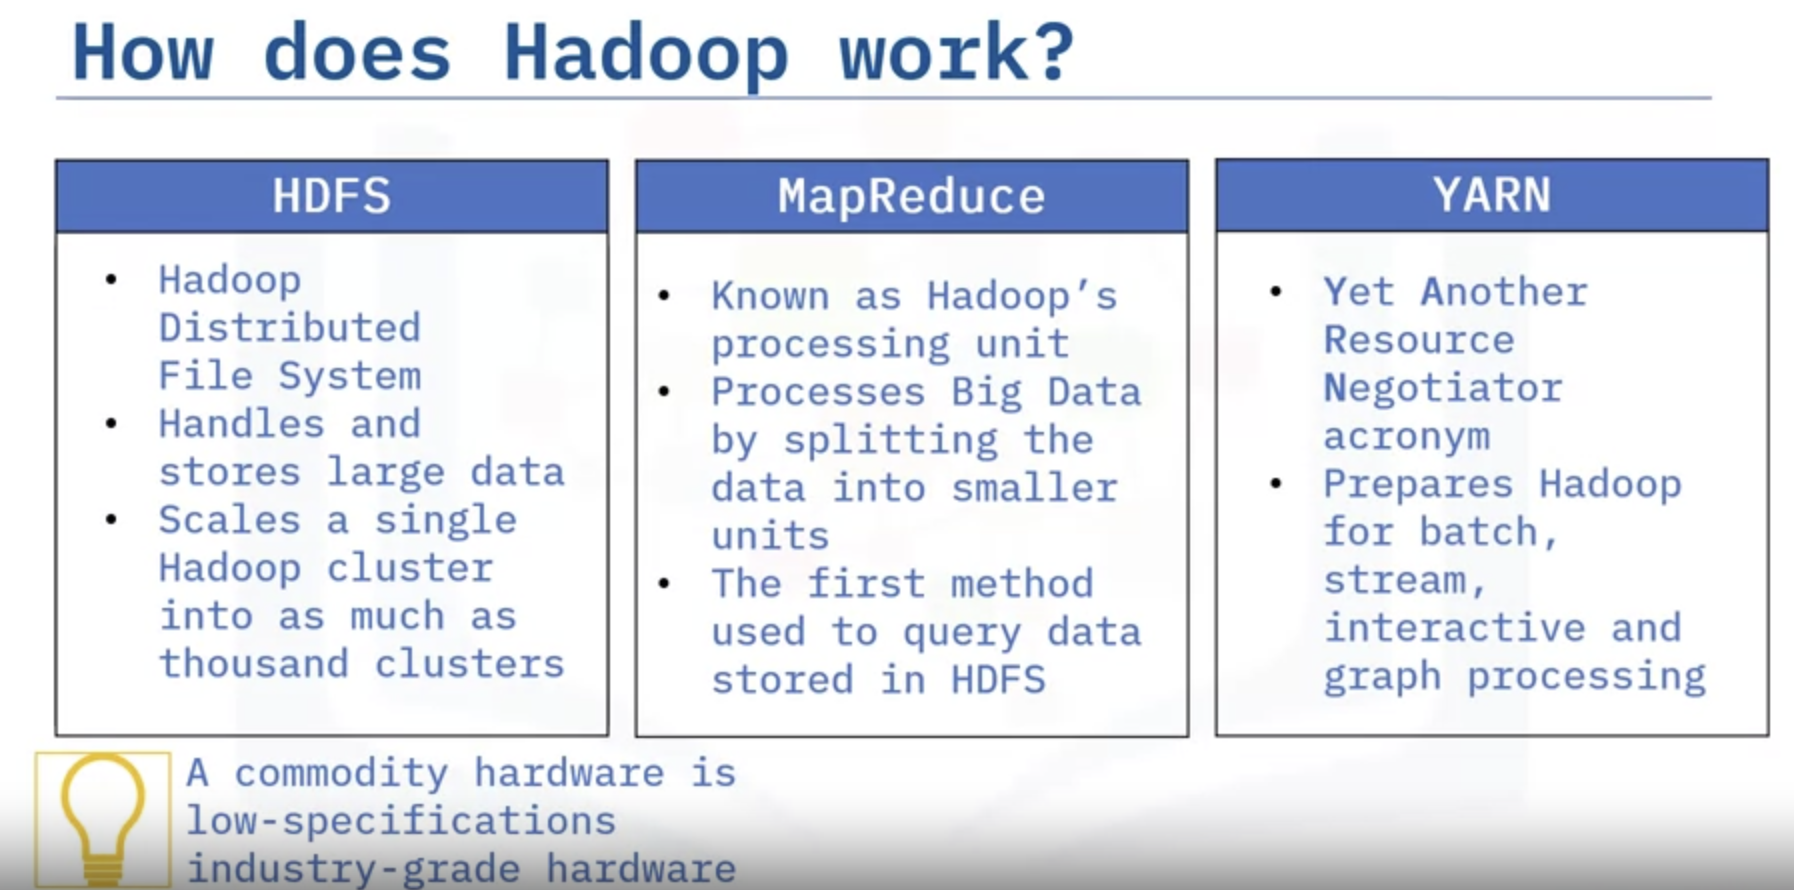 How does Hadoop work?
HDFS
• Hadoop
Distributed
File System
• Handles and
stores large data
• Scales a single
Hadoop cluster
into as much as
thousand clusters
MapReduce
• Known as Hadoop’s
processing unit
• Processes Big Data
by splitting the
data into smaller
units
• The first method
used to query data
stored in HDFS
YARN
• Yet Another
Resource
Negotiator
acronym
• Prepares Hadoop
for batch,
stream,
interactive and
graph processing
A commodity hardware is
low-specifications
industry-grade hardware